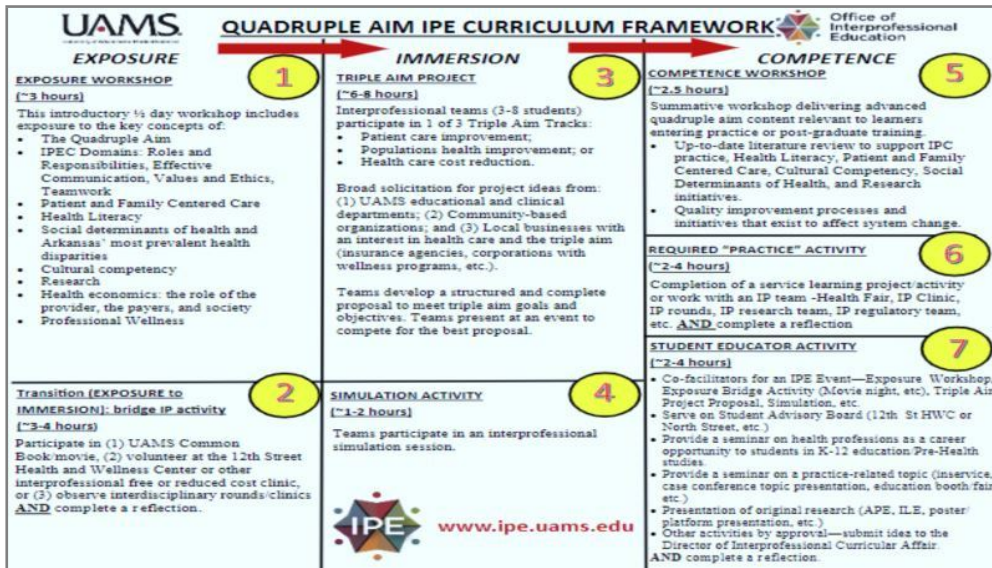 UAMS.
QUADRUPLE AIM IPE CURRICULUM FRAMEWORK
Office of
Interprofessional
Education
EXPOSURE
IMMERSION
COMPETENCE
EXPOSURE WORKSHOP
(~3 hours)
1
This introductory ½ day workshop includes
exposure to the key concepts of:
• The Quadruple Aim
• IPEC Domains: Roles and
Responsibilities, Effective
Communication, Values and Ethics,
Teamwork
• Patient and Family Centered Care
• Health Literacy
• Social determinants of health and
Arkansas' most prevalent health
disparities
• Cultural competency
• Research
• Health economics: the role of the
provider, the payers, and society
• Professional Wellness
Transition (EXPOSURE to
IMMERSION): bridge IP activity
(~3-4 hours)
2
Participate in (1) UAMS Common
Book/movie, (2) volunteer at the 12th Street
Health and Wellness Center or other
interprofessional free or reduced cost clinic,
or (3) observe interdisciplinary rounds/clinics
AND complete a reflection.
TRIPLE AIM PROJECT
(~6-8 hours)
3
Interprofessional teams (3-8 students)
participate in 1 of 3 Triple Aim Tracks:
• Patient care improvement;
• Populations health improvement; or
• Health care cost reduction.
Broad solicitation for project ideas from:
(1) UAMS educational and clinical
departments; (2) Community-based
organizations; and (3) Local businesses with
an interest in health care and the triple aim
(insurance agencies, corporations with
wellness programs, etc.).
Teams develop a structured and complete
proposal to meet triple aim goals and
objectives. Teams present at an event to
compete for the best proposal.
SIMULATION ACTIVITY
(~1-2 hours)
4
Teams participate in an interprofessional
simulation session.
IPE
www.ipe.uams.edu
COMPETENCE WORKSHOP
(~2.5 hours)
5
Summative workshop delivering advanced
quadruple aim content relevant to learners
entering practice or post-graduate training.
• Up-to-date literature review to support IPC
practice, Health Literacy, Patient and Family
Centered Care, Cultural Competency, Social
Determinants of Health, and Research
initiatives.
• Quality improvement processes and
initiatives that exist to affect system change.
REQUIRED "PRACTICE" ACTIVITY
(~2-4 hours)
6
Completion of a service learning project/activity
or work with an IP team -Health Fair, IP Clinic,
IP rounds, IP research team, IP regulatory team,
etc. AND complete a reflection
STUDENT EDUCATOR ACTIVITY
(~2-4 hours)
7
• Co-facilitators for an IPE Event—Exposure Workshop,
Exposure Bridge Activity (Movie night, etc), Triple Aim
Project Proposal, Simulation, etc.
• Serve on Student Advisory Board (12th St HWC or
North Street, etc.)
• Provide a seminar on health professions as a career
opportunity to students in K-12 education/Pre-Health
studies.
• Provide a seminar on a practice-related topic (inservice,
case conference topic presentation, education booth/fair
etc.)
• Presentation of original research (APE, ILE, poster/
platform presentation, etc.)
• Other activities by approval—submit idea to the
Director of Interprofessional Curricular Affair.
AND complete a reflection.